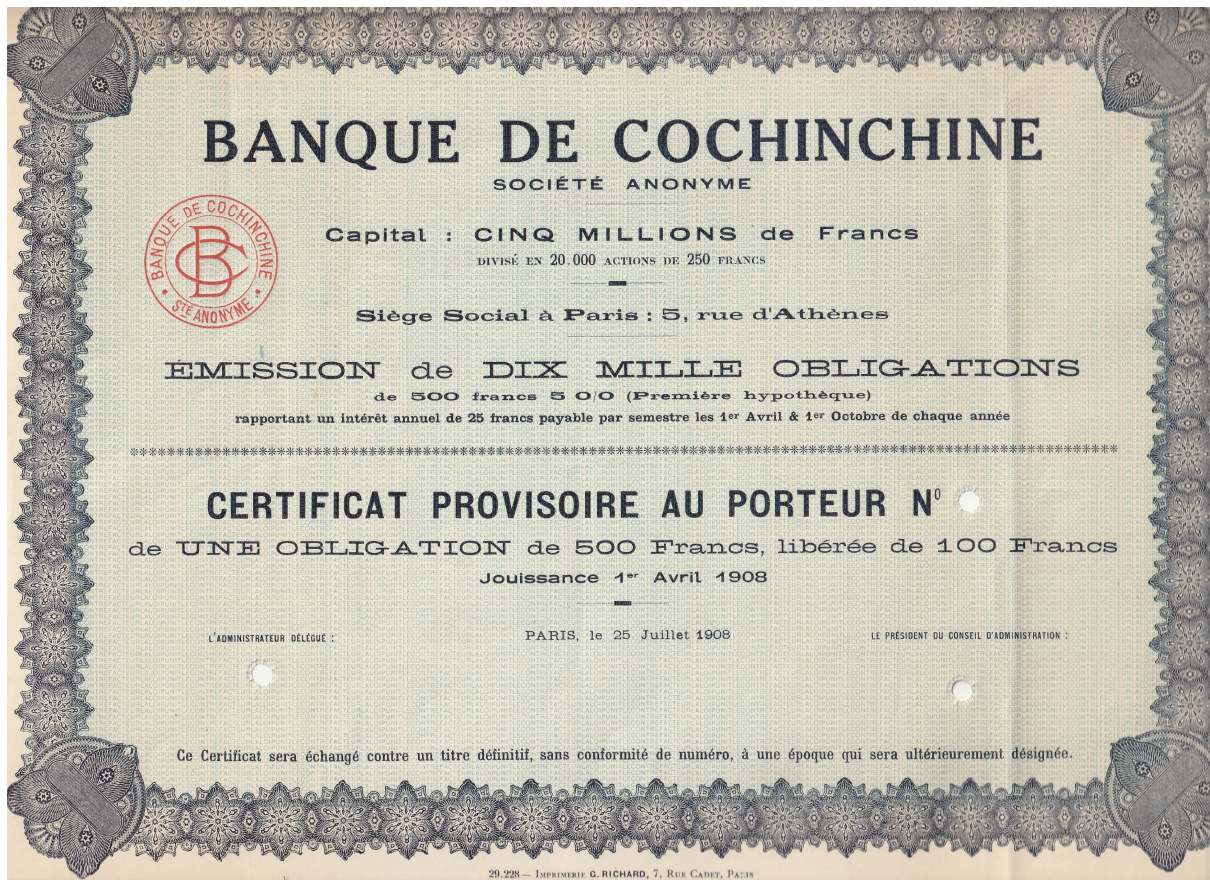 BANQUE DE COCHINCHINE
SOCIÉTÉ ANONYME
BANQUE DE COCHINCHINE
BC
STÉ ANONYME
Capital : CINQ MILLIONS de Francs
DIVISÉ EN 20.000 ACTIONS DE 250 FRANCS
Siège Social à Paris : 5, rue d'Athènes
ÉMISSION de DIX MILLE OBLIGATIONS
de 500 francs 5 0/0 (Première hypothèque)
rapportant un intérêt annuel de 25 francs payable par semestre les 1er Avril & 1er Octobre de chaque année
CERTIFICAT PROVISOIRE AU PORTEUR No
de UNE OBLIGATION de 500 Francs, libérée de 100 Francs
Jouissance 1er Avril 1908
L'ADMINISTRATEUR DÉLÉGUÉ :
PARIS, le 25 Juillet 1908
LE PRÉSIDENT DU CONSEIL D'ADMINISTRATION :
Ce Certificat sera échangé contre un titre définitif, sans conformité de numéro, à une époque qui sera ultérieurement désignée.
29.228 — IMPRIMERIE G. RICHARD, 7, RUE CADET, PARIS